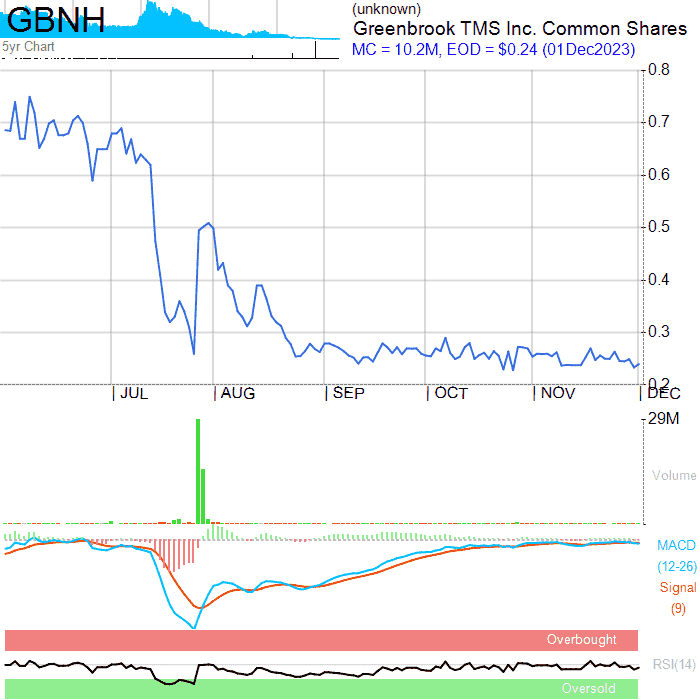 GBNH
5yr Chart
(unknown)
Greenbrook TMS Inc. Common Shares
MC = 10.2M, EOD = $0.24 (01Dec2023)
0.8
0.7
0.6
0.5
0.4
0.3
0.2
JUL AUG SEP OCT NOV DEC
29M
Volume
MACD
(12-26)
Signal
(9)
Overbought
RSI(14)
Oversold